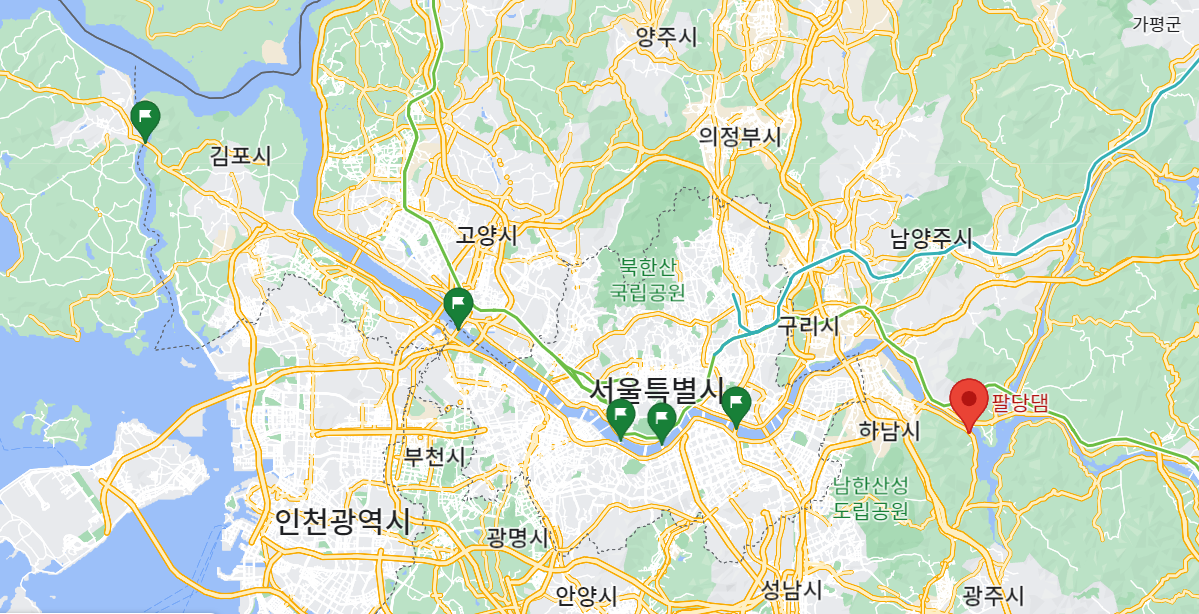 가평군
양주시
의정부시
김포시
고양시
남양주시
북한산
국립공원
구리시
서울특별시
팔당댐
하남시
부천시
남한산성
도립공원
인천광역시
광명시
안양시
성남시
광주시